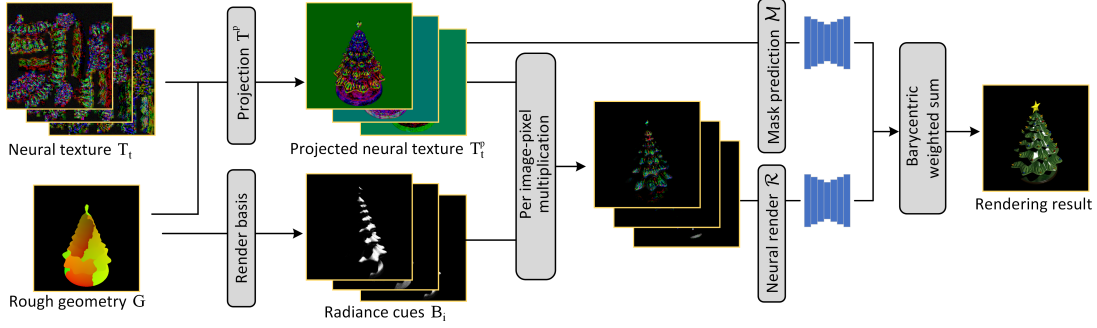 Neural texture T_t
Rough geometry G
Projection T^p
Render basis
Projected neural texture T_t^p
Radiance cues B_i
Per image-pixel
multiplication
Mask prediction ℳ
Neural render ℛ
Barycentric
weighted sum
Rendering result